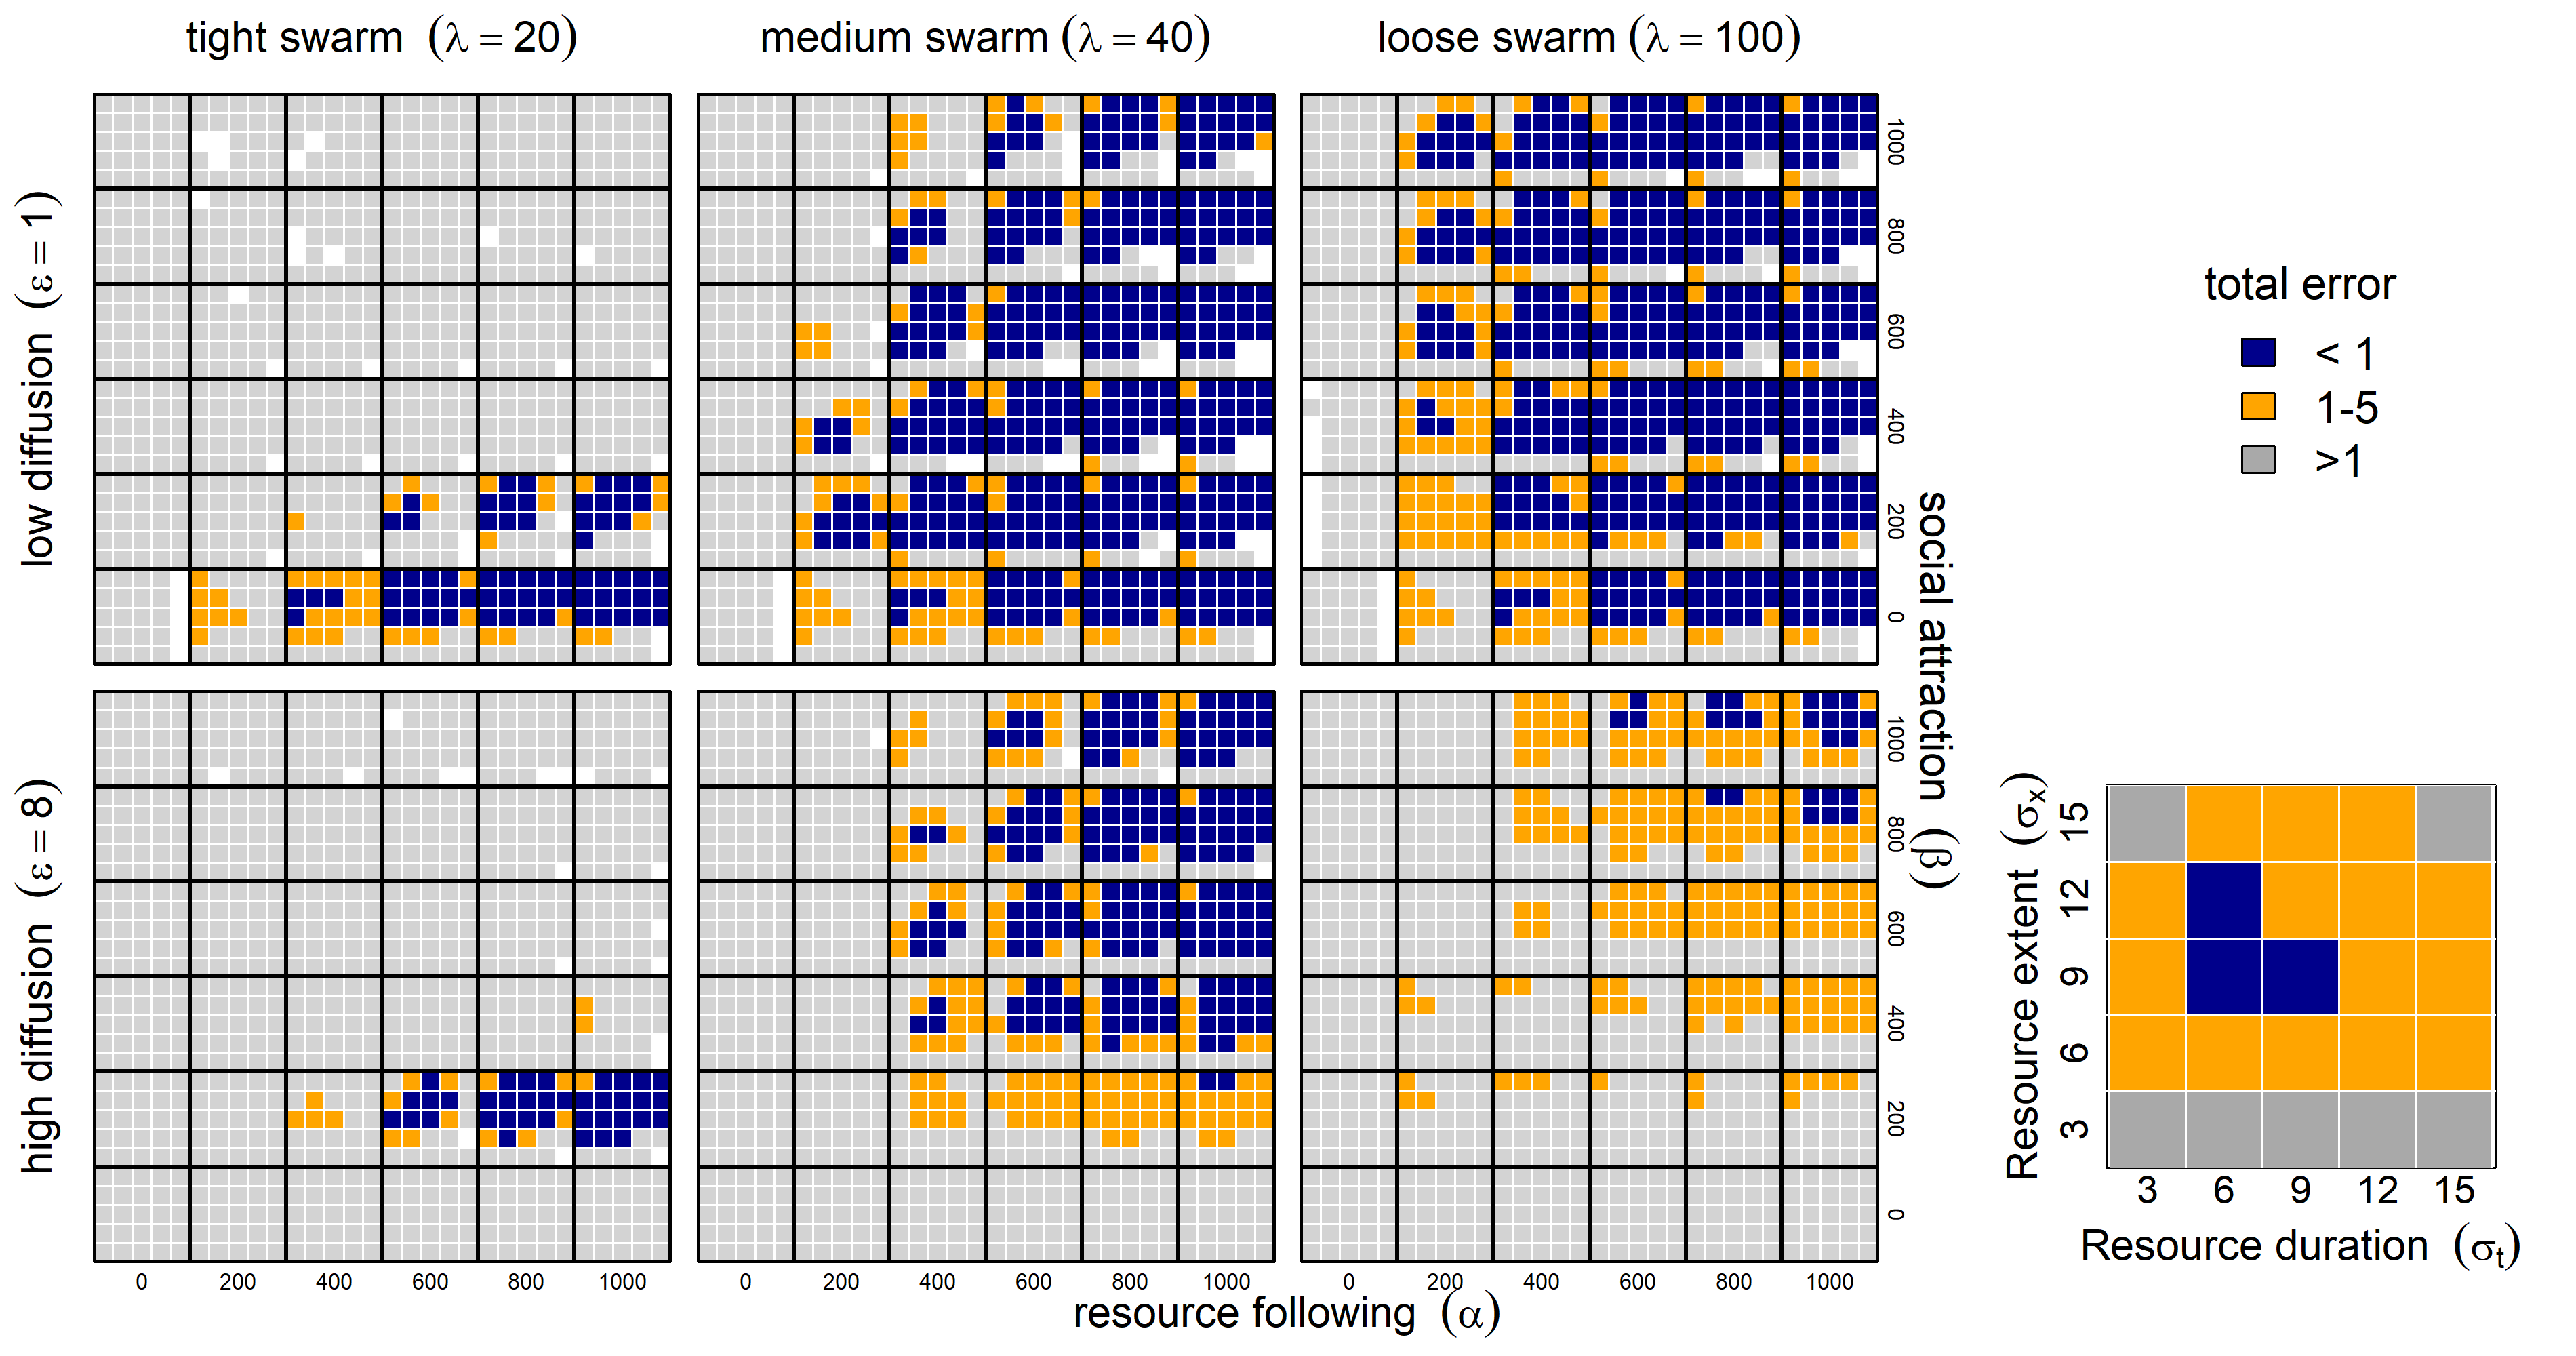 tight swarm (λ = 20)
medium swarm (λ = 40)
loose swarm (λ = 100)
low diffusion (ε = 1)
high diffusion (ε = 8)
1000
800
600
400
200
0
1000
800
600
400
200
0
social attraction (β)
0 200 400 600 800 1000
0 200 400 600 800 1000
0 200 400 600 800 1000
resource following (α)
total error
< 1
1-5
>1
Resource extent (σx)
15
12
9
6
3
3 6 9 12 15
Resource duration (σt)